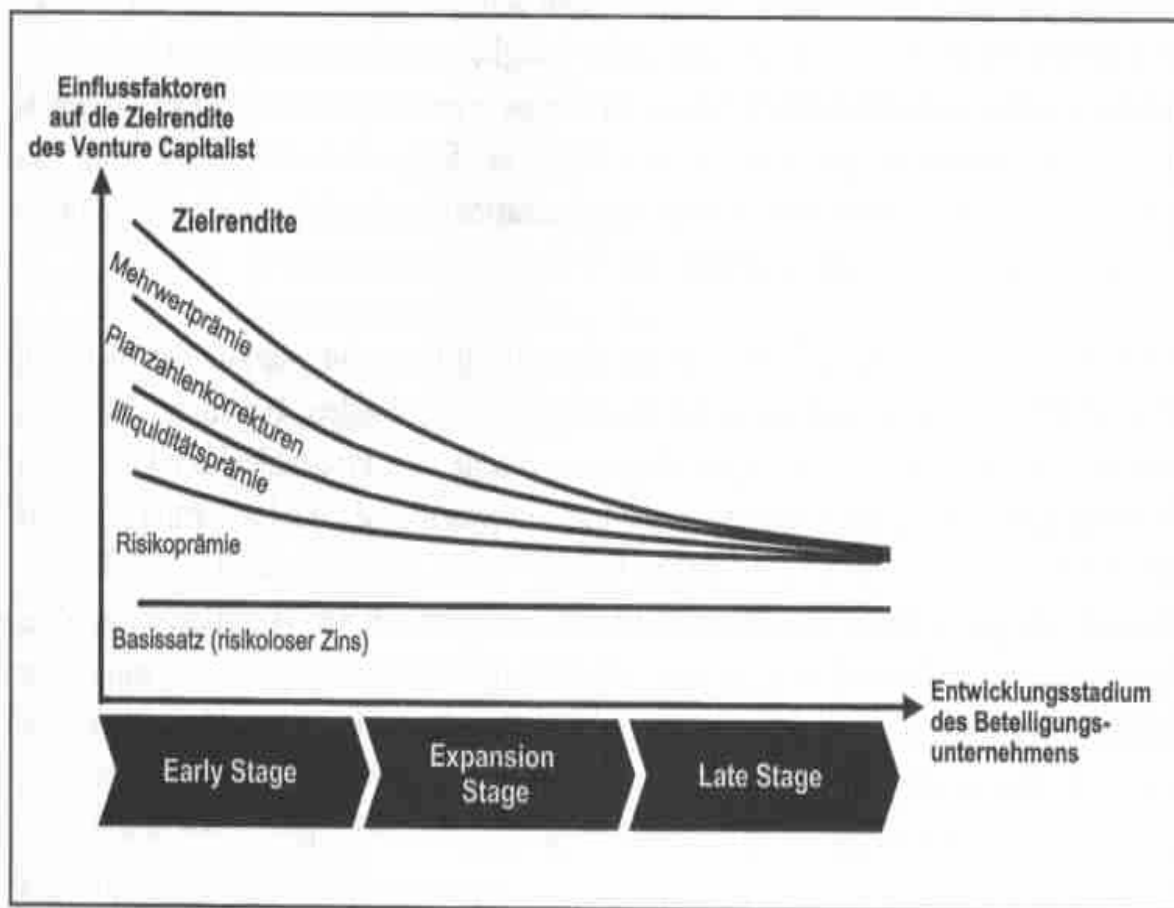 Einflussfaktoren
auf die Zielrendite
des Venture Capitalist
Zielrendite
Mehrwertprämie
Planzahlenkorrekturen
Illiquiditätsprämie
Risikoprämie
Basissatz (risikoloser Zins)
Entwicklungsstadium
des Beteiligungs-
unternehmens
Early Stage
Expansion
Stage
Late Stage